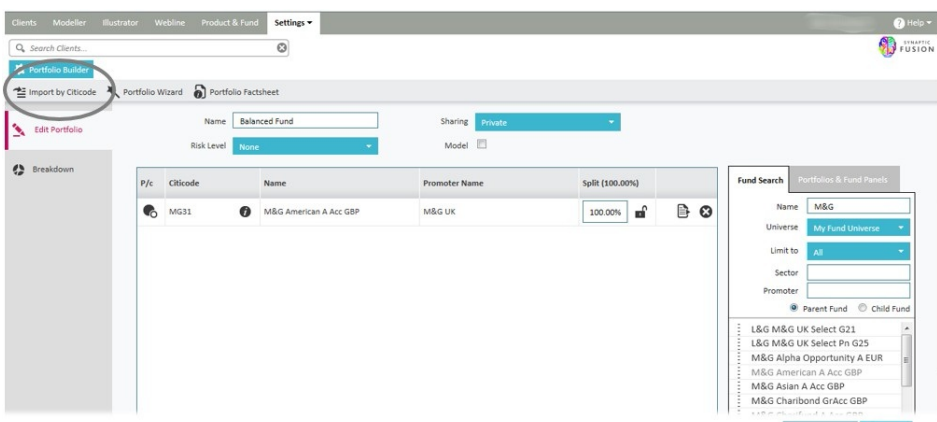 Clients Modeller Illustrator Webline Product & Fund Settings Help
Search Clients...
SYNAPTIC
FUSION
Portfolio Builder
Import by Citicode Portfolio Wizard Portfolio Factsheet
Edit Portfolio
Breakdown
Name Balanced Fund Sharing Private
Risk Level None Model
P/c Citicode Name Promoter Name Split (100.00%)
MG31 M&G American A Acc GBP M&G UK 100.00%
Fund Search Portfolios & Fund Panels
Name M&G
Universe My Fund Universe
Limit to All
Sector
Promoter
Parent Fund Child Fund
L&G M&G UK Select G21
L&G M&G UK Select Pn G25
M&G Alpha Opportunity A EUR
M&G American A Acc GBP
M&G Asian A Acc GBP
M&G Charibond GrAcc GBP